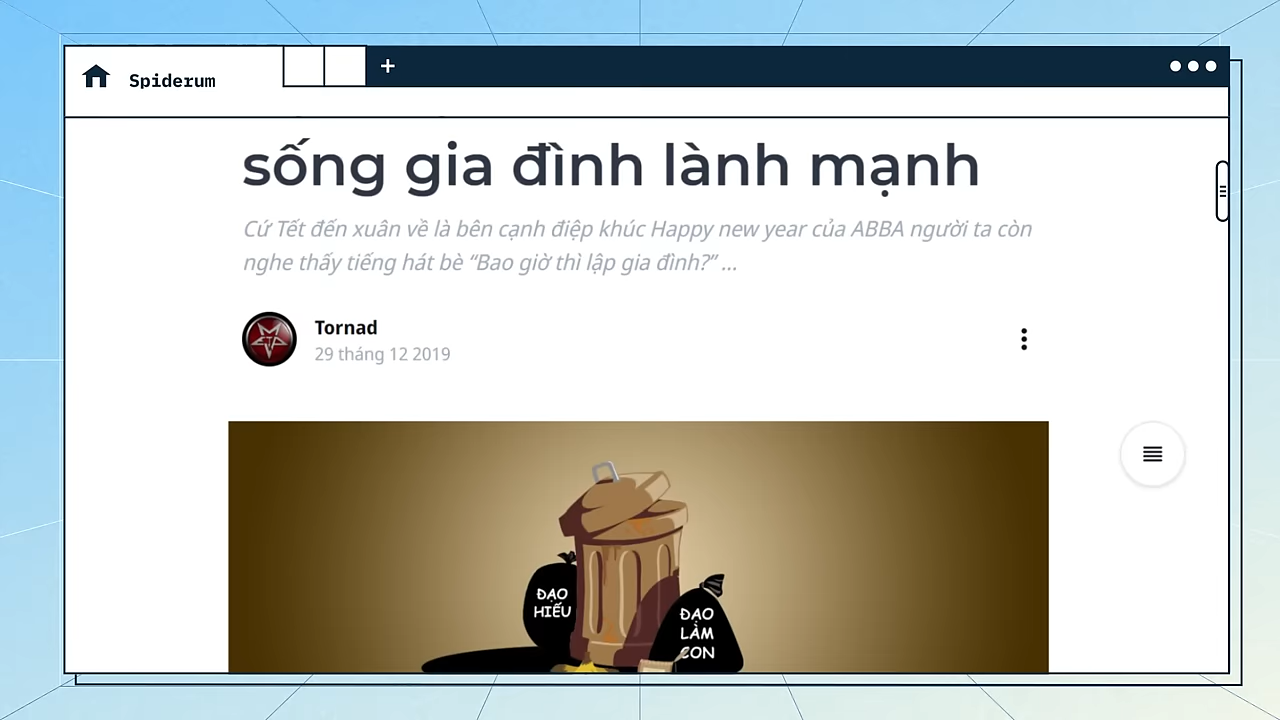 Spiderum
sống gia đình lành mạnh
Cứ Tết đến xuân về là bên cạnh điệp khúc Happy new year của ABBA người ta còn
nghe thấy tiếng hát bè “Bao giờ thì lập gia đình?” ...
Tornad
29 tháng 12 2019
ĐẠO
HIẾU
ĐẠO
LÀM
CON